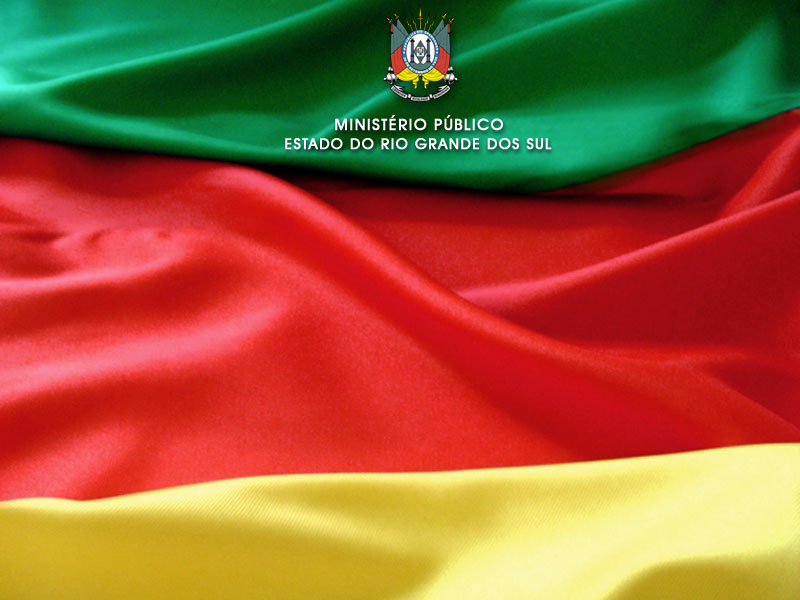 MINISTÉRIO PÚBLICO
ESTADO DO RIO GRANDE DOS SUL